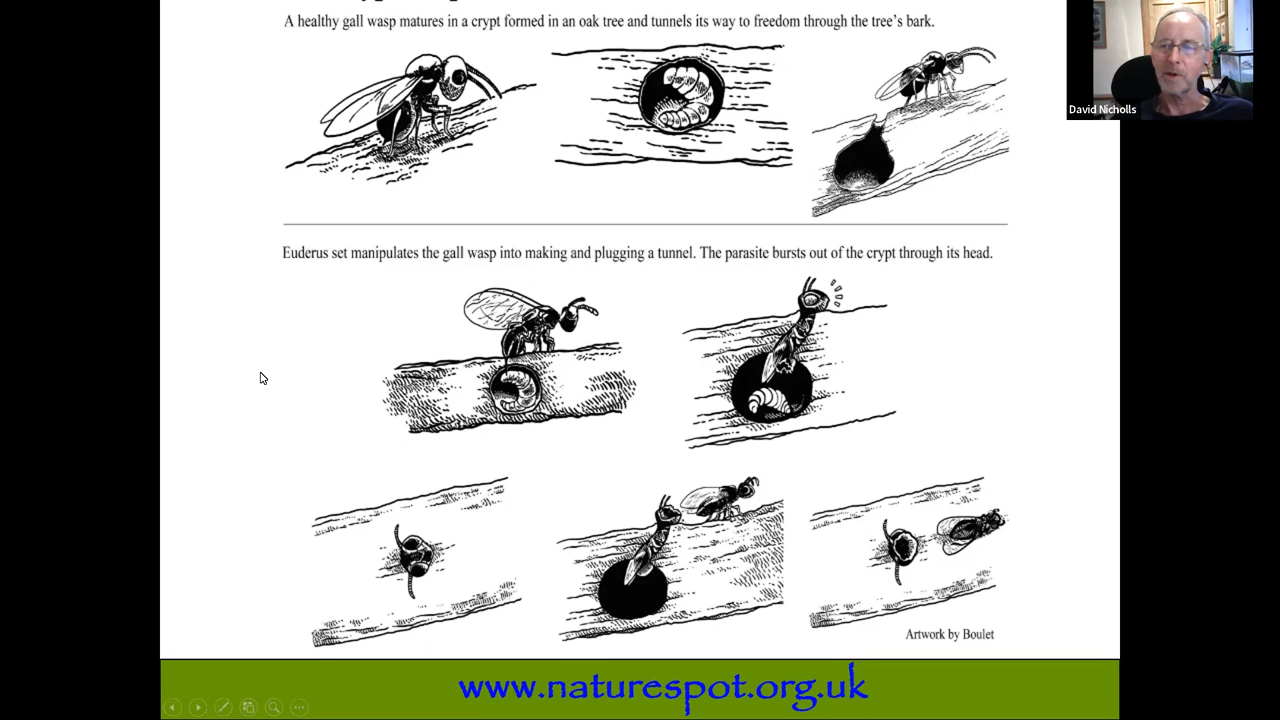 A healthy gall wasp matures in a crypt formed in an oak tree and tunnels its way to freedom through the tree's bark.
David Nicholls
Euderus set manipulates the gall wasp into making and plugging a tunnel. The parasite bursts out of the crypt through its head.
Artwork by Boulet
www.naturespot.org.uk